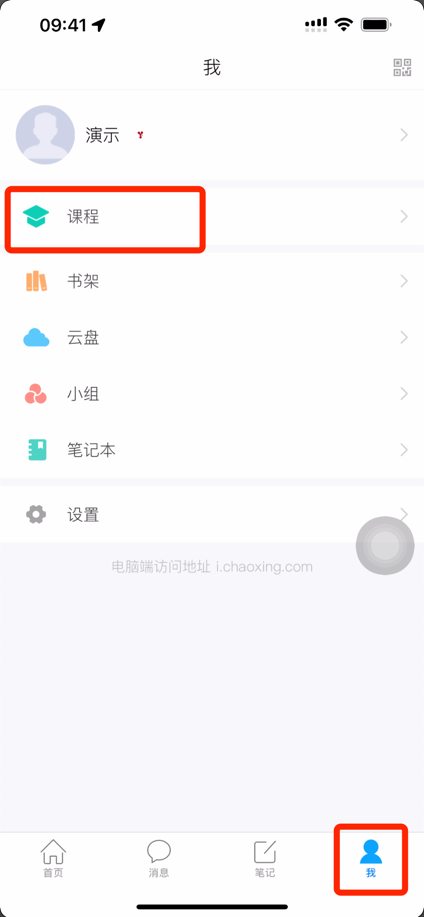 09:41
我
演示
课程
书架
云盘
小组
笔记本
设置
电脑端访问地址 i.chaoxing.com
首页
消息
笔记
我